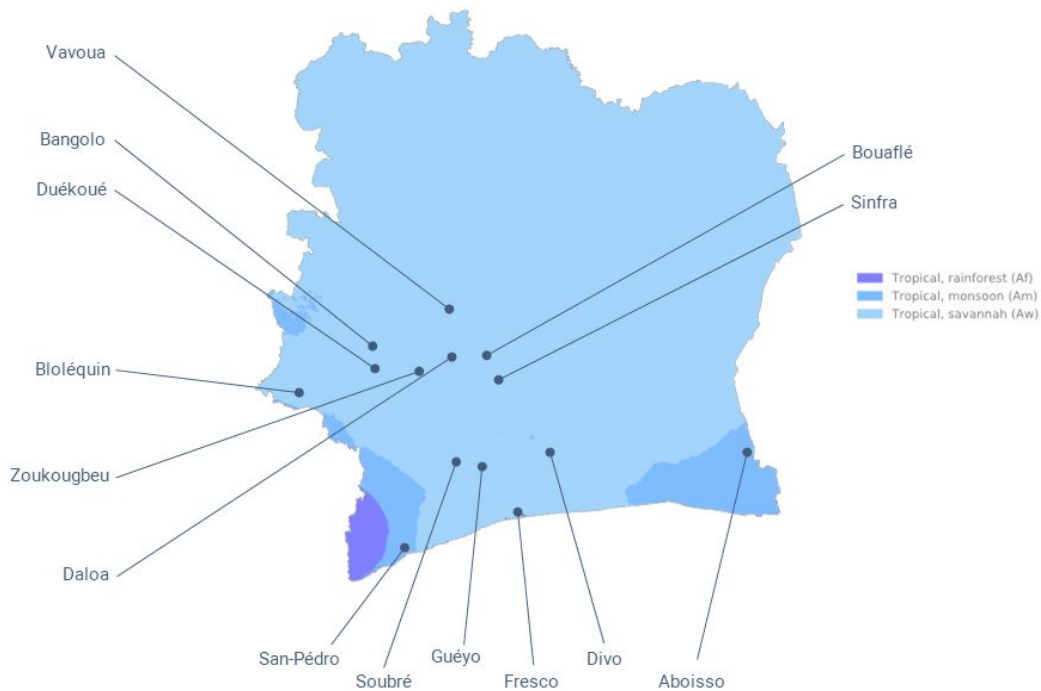 Vavoua
Bangolo
Duékoué
Bloléquin
Zoukougbeu
Daloa
San-Pédro
Soubré
Guéyo
Fresco
Divo
Aboisso
Bouaflé
Sinfra
Tropical, rainforest (Af)
Tropical, monsoon (Am)
Tropical, savannah (Aw)